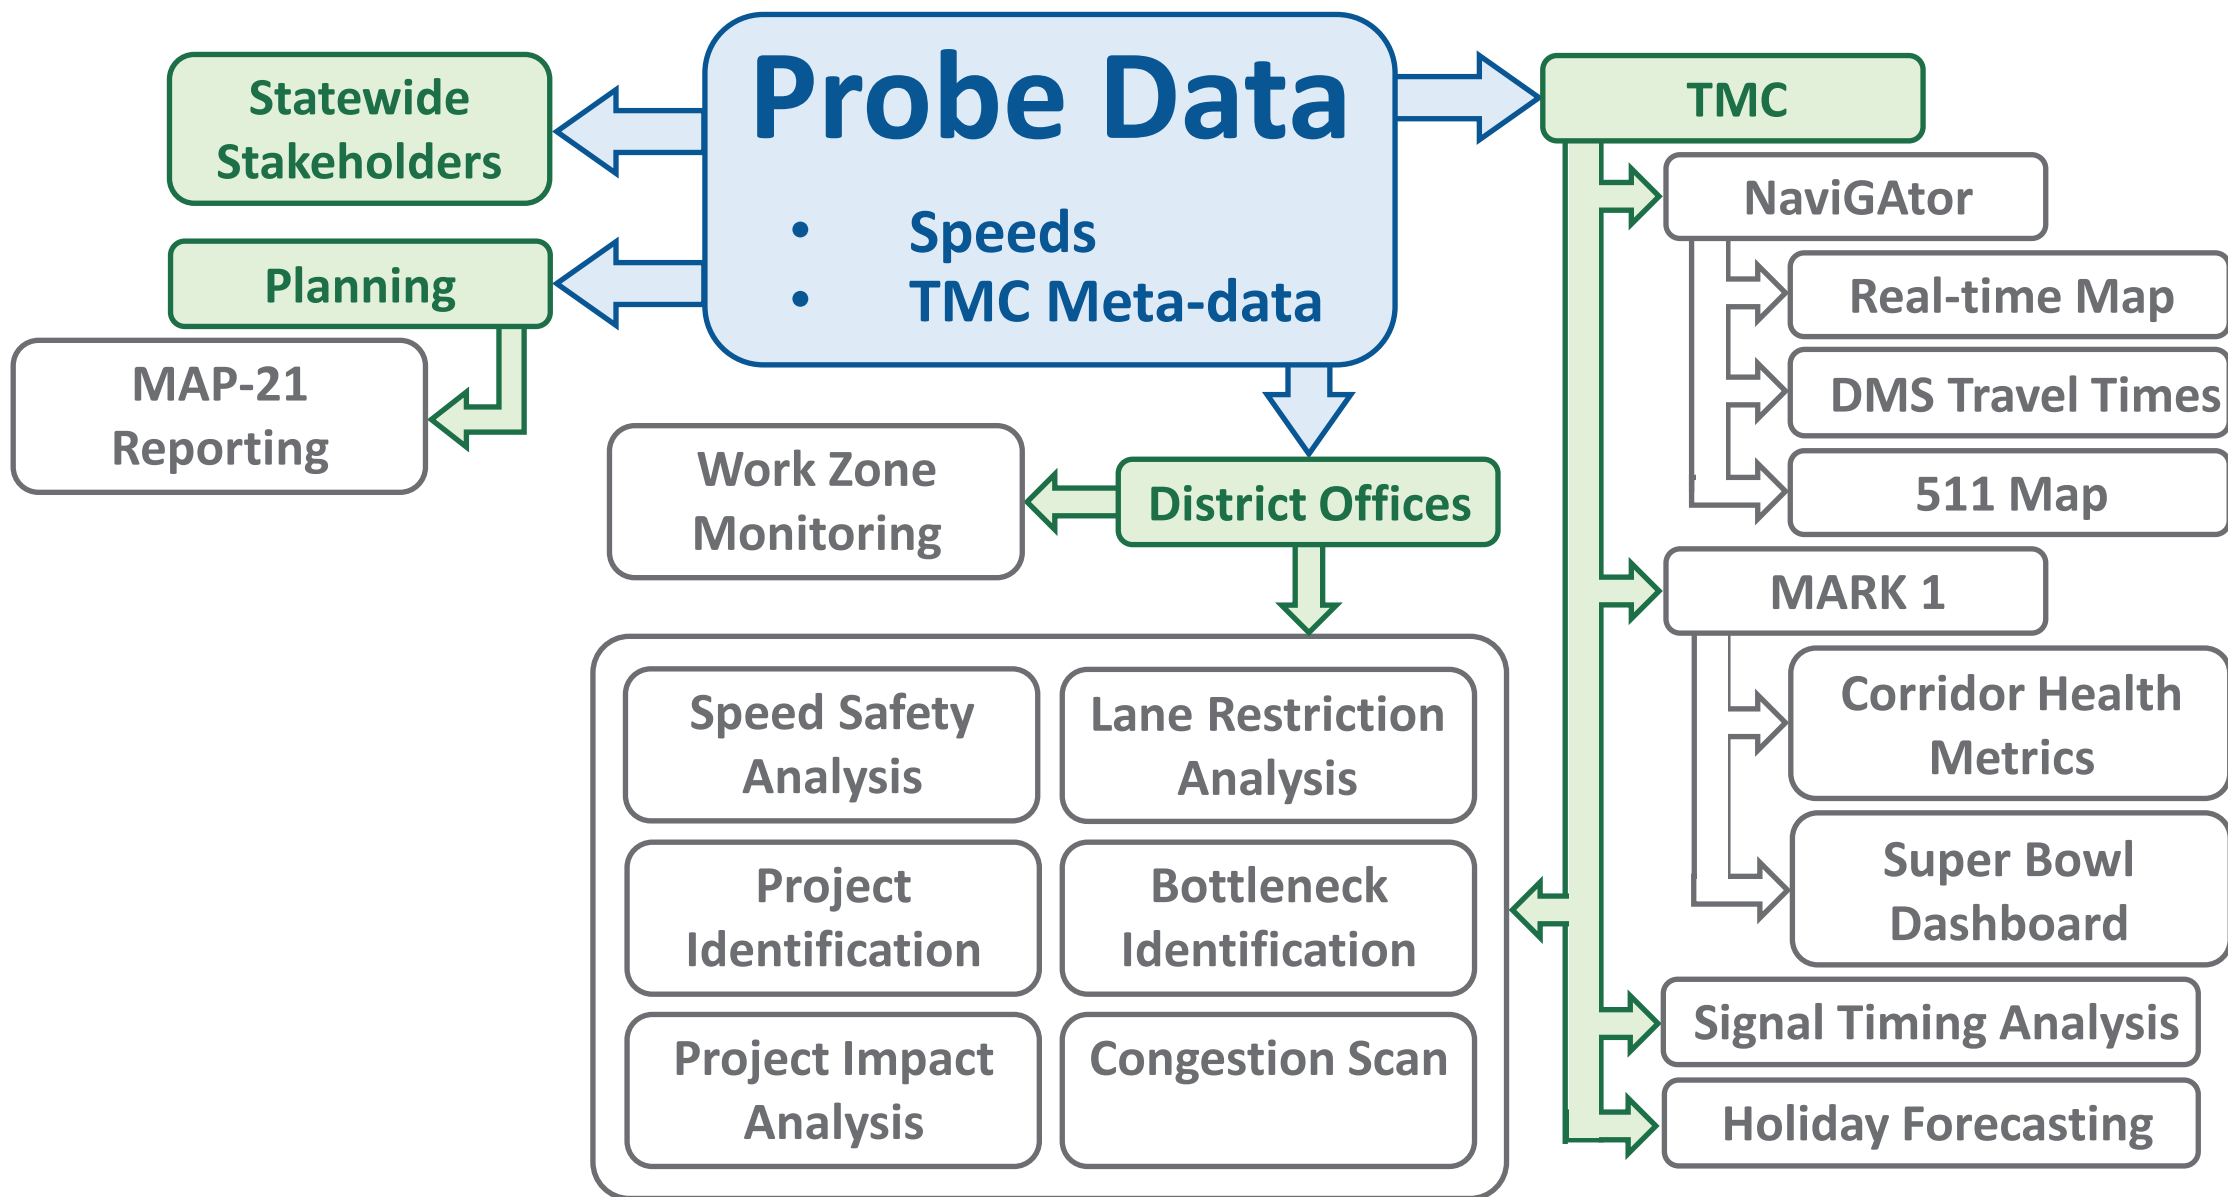 Probe Data
• Speeds
• TMC Meta-data
Statewide
Stakeholders
Planning
MAP-21
Reporting
Work Zone
Monitoring
District Offices
Speed Safety
Analysis
Lane Restriction
Analysis
Project
Identification
Bottleneck
Identification
Project Impact
Analysis
Congestion Scan
TMC
NaviGAtor
Real-time Map
DMS Travel Times
511 Map
MARK 1
Corridor Health
Metrics
Super Bowl
Dashboard
Signal Timing Analysis
Holiday Forecasting